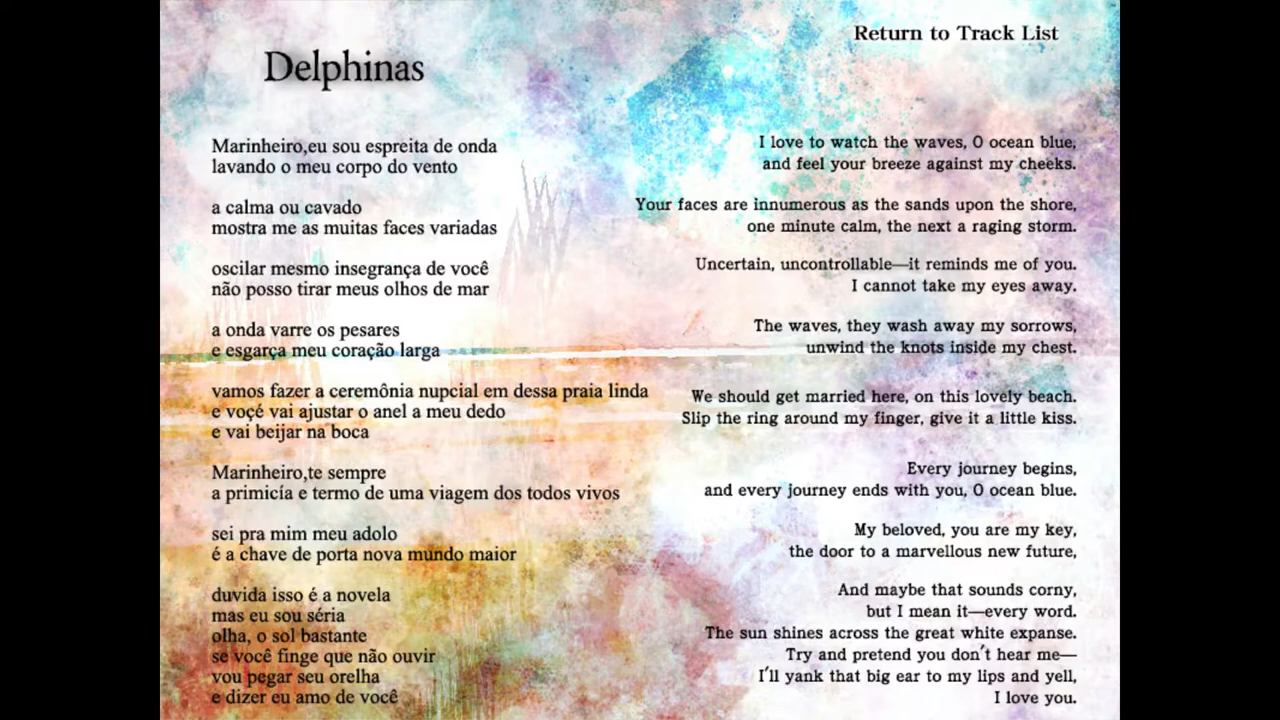 Return to Track List
Delphinas
Marinheiro,eu sou espreita de onda
lavando o meu corpo do vento
a calma ou cavado
mostra me as muitas faces variadas
oscilar mesmo insegrança de você
não posso tirar meus olhos de mar
a onda varre os pesares
e esgarça meu coração larga
vamos fazer a ceremônia nupcial em dessa praia linda
e voçé vai ajustar o anel a meu dedo
e vai beijar na boca
Marinheiro,te sempre
a primicía e termo de uma viagem dos todos vivos
sei pra mim meu adolo
é a chave de porta nova mundo maior
duvida isso é a novela
mas eu sou séria
olha, o sol bastante
se você finge que não ouvir
vou pegar seu orelha
e dizer eu amo de você
I love to watch the waves, O ocean blue,
and feel your breeze against my cheeks.
Your faces are innumerous as the sands upon the shore,
one minute calm, the next a raging storm.
Uncertain, uncontrollable—it reminds me of you.
I cannot take my eyes away.
The waves, they wash away my sorrows,
unwind the knots inside my chest.
We should get married here, on this lovely beach.
Slip the ring around my finger, give it a little kiss.
Every journey begins,
and every journey ends with you, O ocean blue.
My beloved, you are my key,
the door to a marvellous new future,
And maybe that sounds corny,
but I mean it—every word.
The sun shines across the great white expanse.
Try and pretend you don't hear me—
I'll yank that big ear to my lips and yell,
I love you.